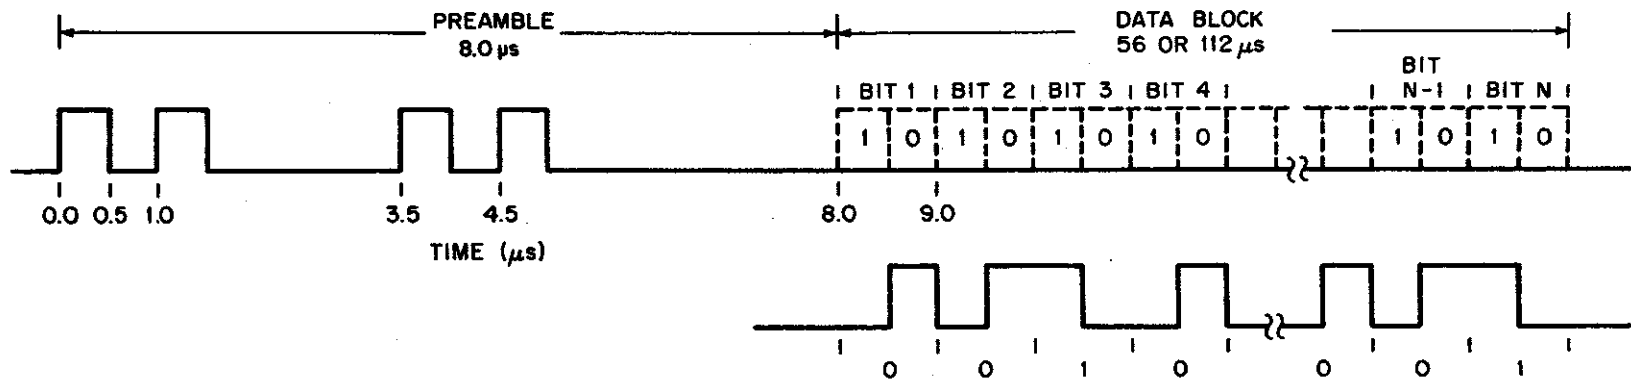 PREAMBLE
8.0 μs
DATA BLOCK
56 OR 112 μs
BIT 1 BIT 2 BIT 3 BIT 4 BIT N-1 BIT N
1 0 1 0 1 0 1 0 1 0 1 0
0.0 0.5 1.0 3.5 4.5 8.0 9.0
TIME (μs)
0 0 1 0 0 0 1